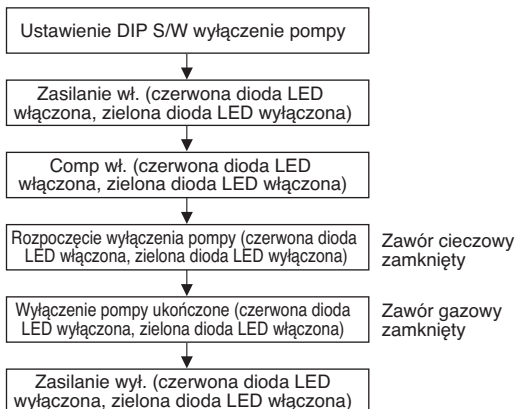 Ustawienie DIP S/W wyłączenie pompy
Zasilanie wł. (czerwona dioda LED
włączona, zielona dioda LED wyłączona)
Comp wł. (czerwona dioda LED
włączona, zielona dioda LED włączona)
Rozpoczęcie wyłączenia pompy (czerwona dioda
LED włączona, zielona dioda LED wyłączona)
Zawór cieczowy
zamknięty
Wyłączenie pompy ukończone (czerwona dioda
LED wyłączona, zielona dioda LED włączona)
Zawór gazowy
zamknięty
Zasilanie wył. (czerwona dioda LED
wyłączona, zielona dioda LED włączona)